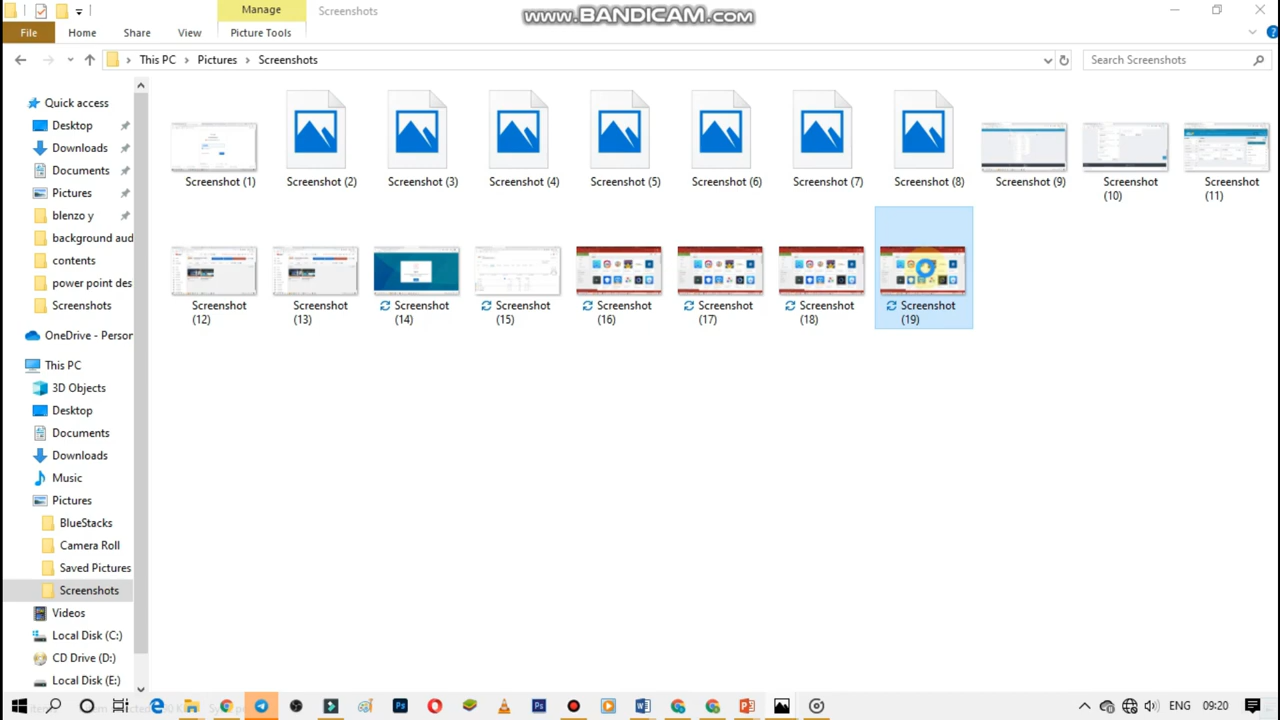 Manage
Screenshots
www.BANDICAM.com
File
Home
Share
View
Picture Tools
This PC
Pictures
Screenshots
Search Screenshots
Quick access
Desktop
Downloads
Documents
Pictures
blenzo y
background aud
contents
power point des
Screenshots
OneDrive - Person
This PC
3D Objects
Desktop
Documents
Downloads
Music
Pictures
BlueStacks
Camera Roll
Saved Pictures
Screenshots
Videos
Local Disk (C:)
CD Drive (D:)
Local Disk (E:)
Screenshot (1)
Screenshot (2)
Screenshot (3)
Screenshot (4)
Screenshot (5)
Screenshot (6)
Screenshot (7)
Screenshot (8)
Screenshot (9)
Screenshot
(10)
Screenshot
(11)
Screenshot
(12)
Screenshot
(13)
Screenshot
(14)
Screenshot
(15)
Screenshot
(16)
Screenshot
(17)
Screenshot
(18)
Screenshot
(19)
ENG
09:20